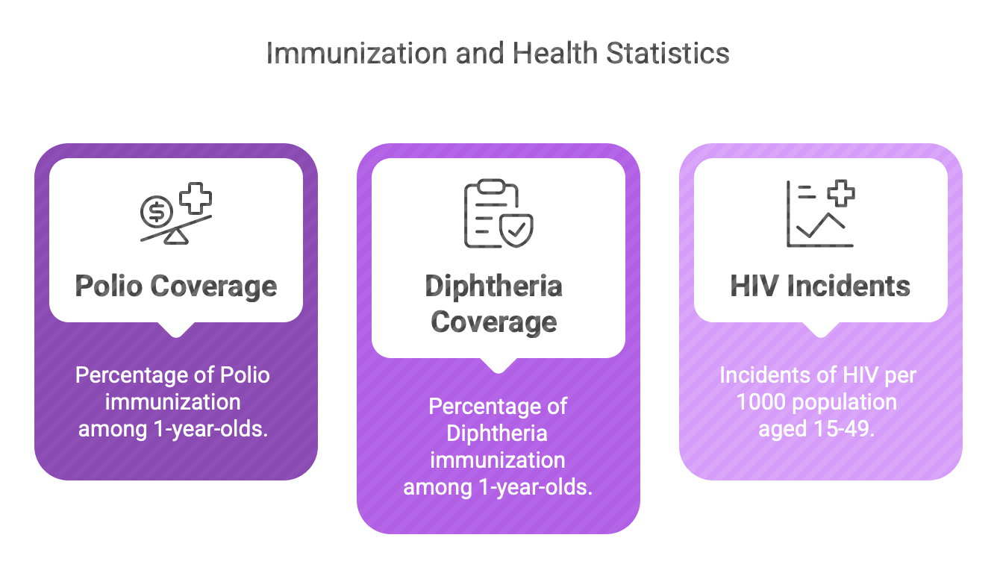 Immunization and Health Statistics
Polio Coverage
Percentage of Polio
immunization
among 1-year-olds.
Diphtheria
Coverage
Percentage of
Diphtheria
immunization
among 1-year-olds.
HIV Incidents
Incidents of HIV per
1000 population
aged 15-49.